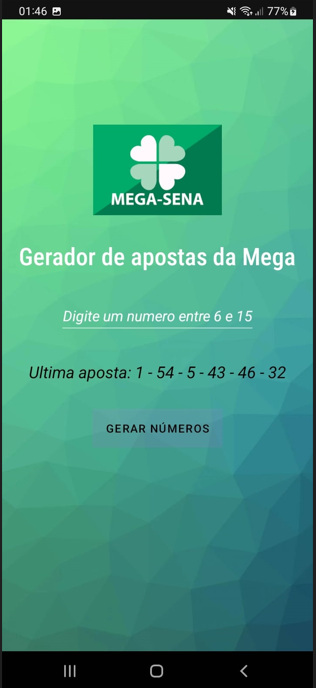 01:46
77%
MEGA-SENA
Gerador de apostas da Mega
Digite um numero entre 6 e 15
Ultima aposta: 1 - 54 - 5 - 43 - 46 - 32
GERAR NÚMEROS